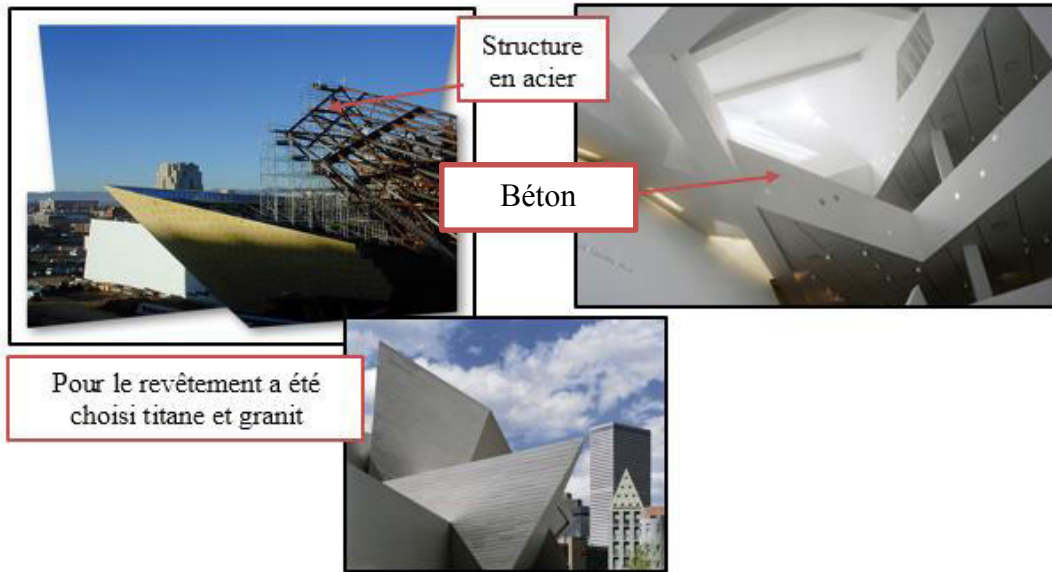 Structure
en acier
Béton
Pour le revêtement a été
choisi titane et granit